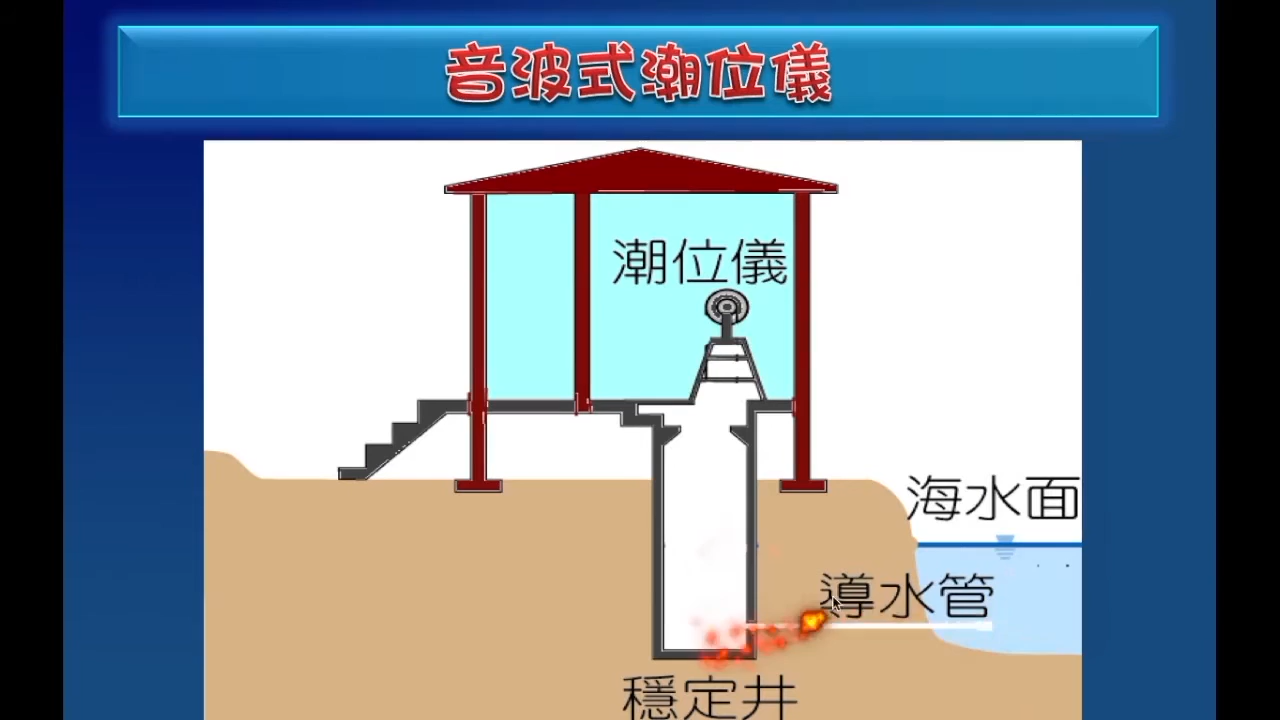 音波式潮位儀
潮位儀
海水面
導水管
穩定井